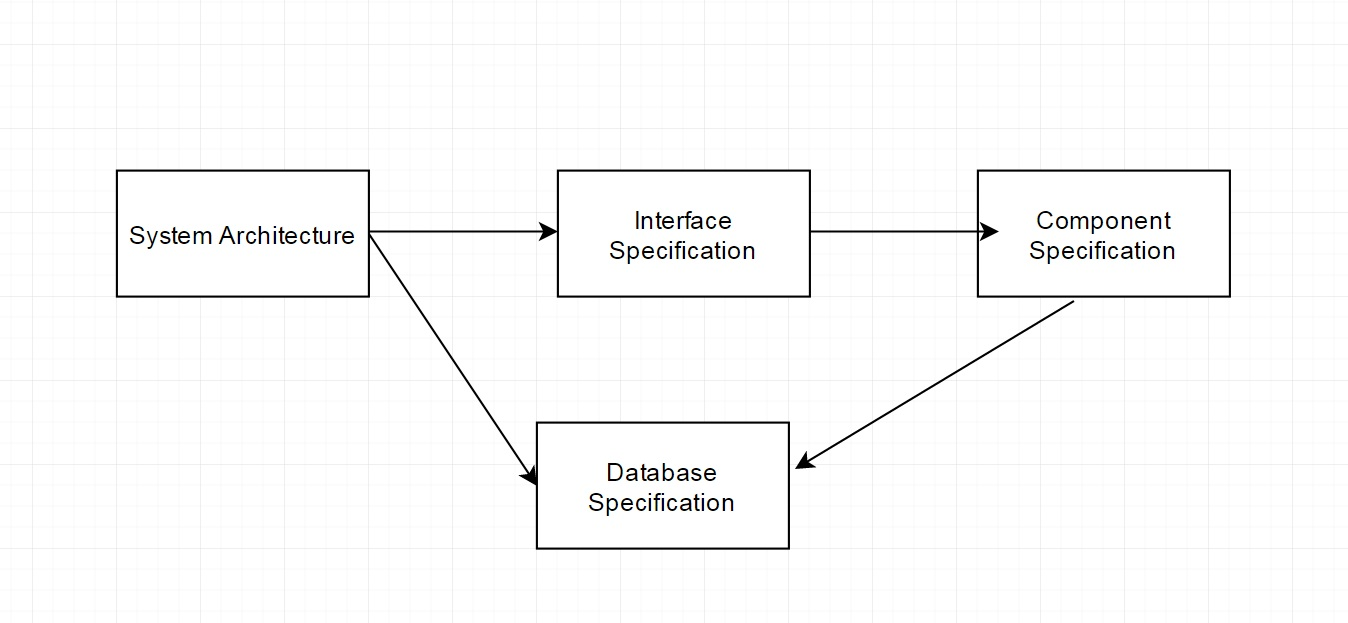 System Architecture
Interface
Specification
Component
Specification
Database
Specification